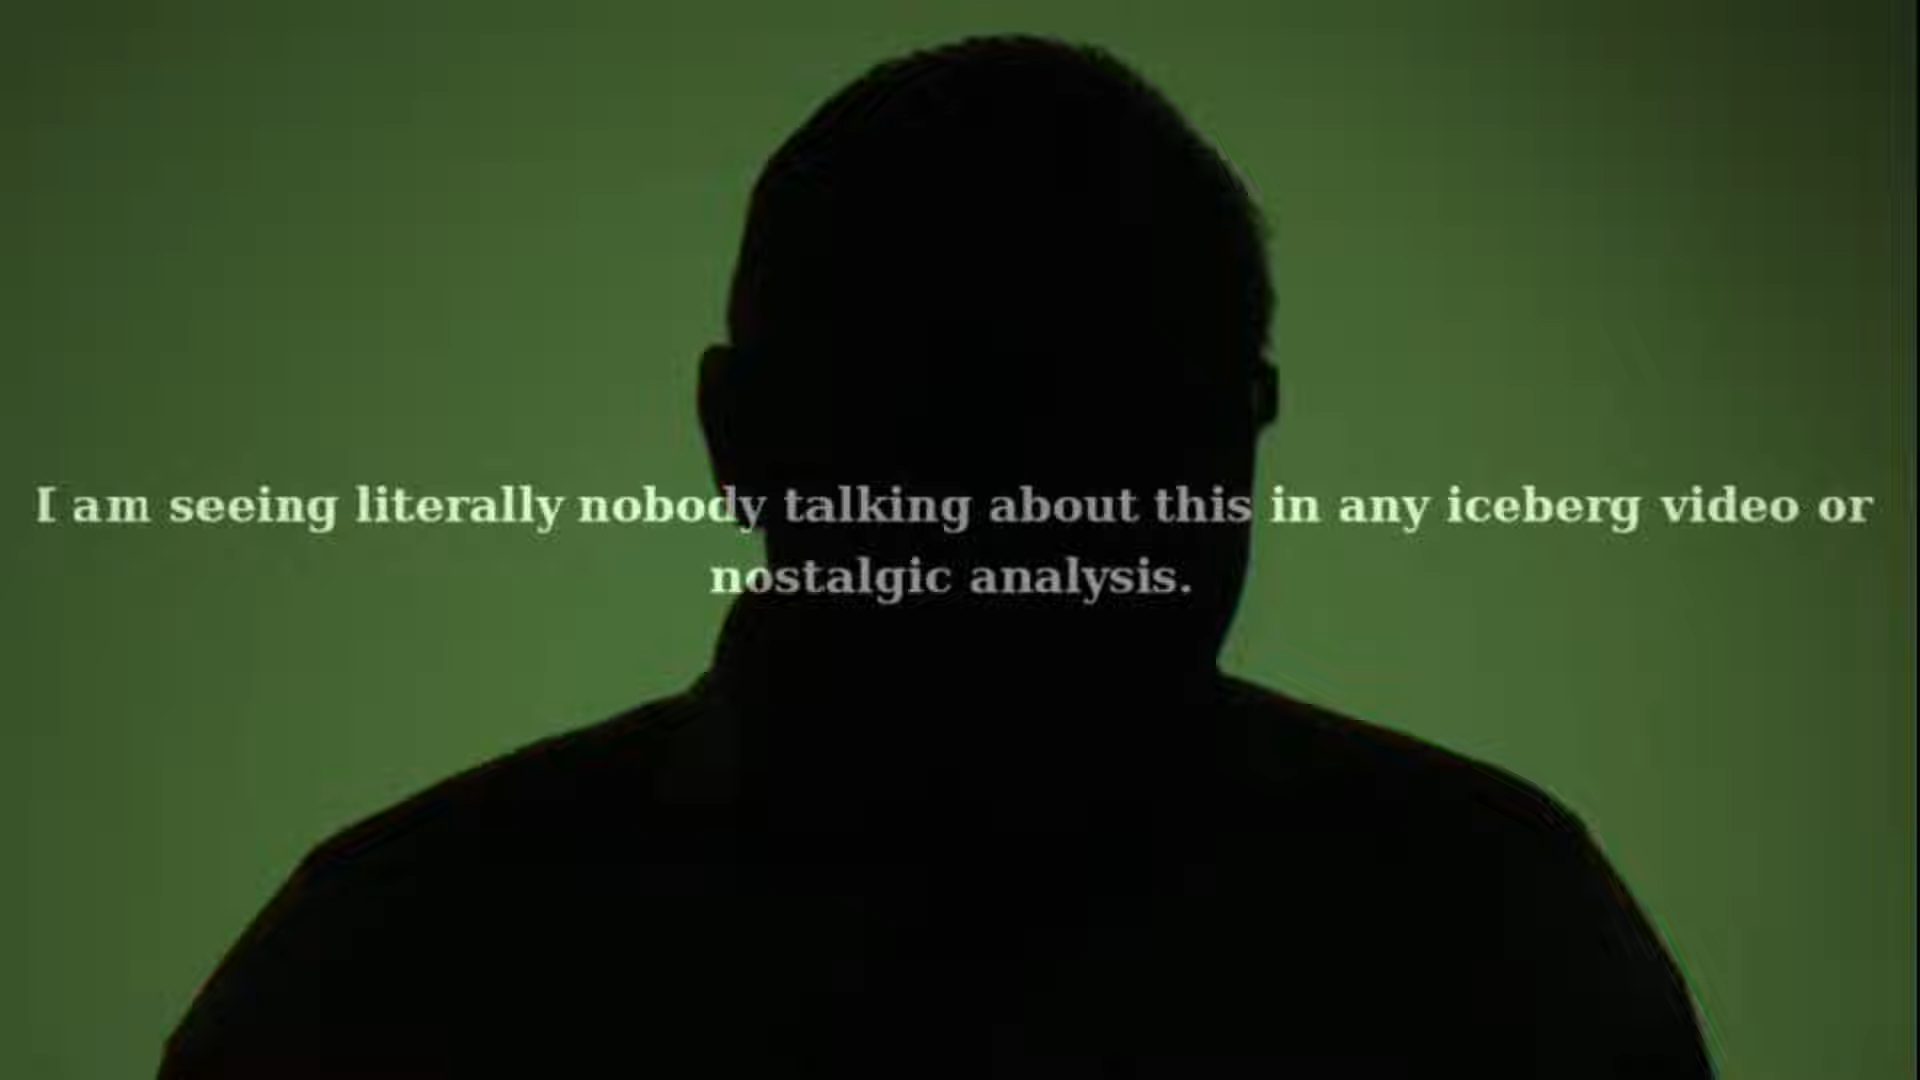 I am seeing literally nobody talking about this in any iceberg video or
nostalgic analysis.